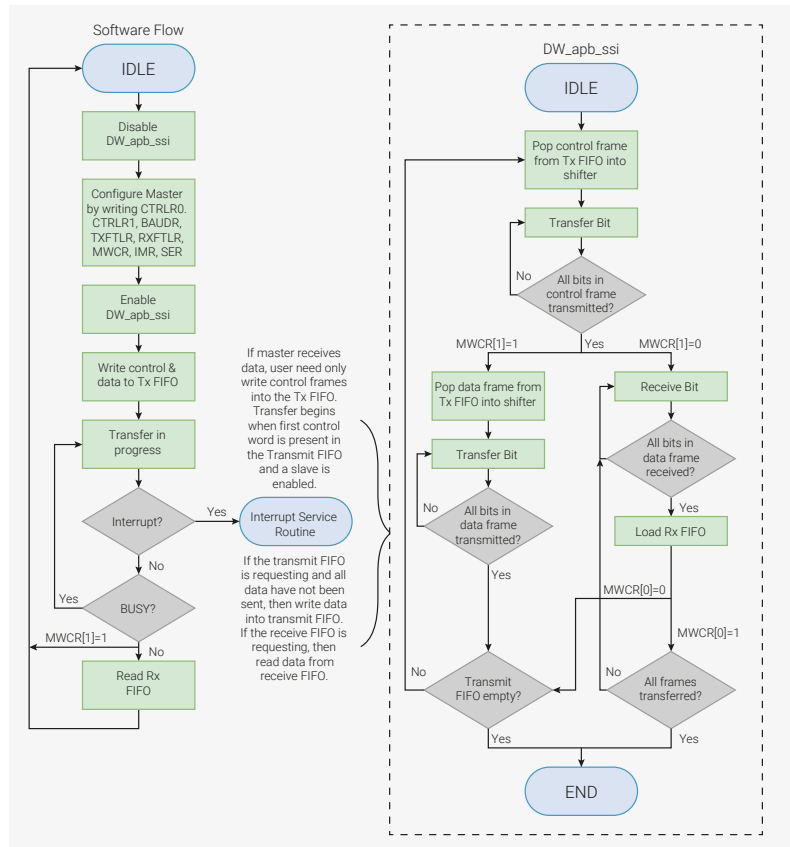 Software Flow
IDLE
Disable
DW_apb_ssi
Configure Master
by writing CTRLR0.
CTRLR1, BAUDR,
TXFTLR, RXFTLR,
MWCR, IMR, SER
Enable
DW_apb_ssi
Write control &
data to Tx FIFO
Transfer in
progress
Interrupt?
Yes
Interrupt Service
Routine
No
BUSY?
Yes
No
MWCR[1]=1
Read Rx
FIFO
If master receives
data, user need only
write control frames
into the Tx FIFO.
Transfer begins
when first control
word is present in
the Transmit FIFO
and a slave is
enabled.
If the transmit FIFO
is requesting and all
data have not been
sent, then write data
into transmit FIFO.
If the receive FIFO is
requesting, then
read data from
receive FIFO.
DW_apb_ssi
IDLE
Pop control frame
from Tx FIFO into
shifter
Transfer Bit
No
All bits in
control frame
transmitted?
MWCR[1]=1
Yes
MWCR[1]=0
Pop data frame from
Tx FIFO into shifter
Transfer Bit
No
All bits in
data frame
transmitted?
Yes
Receive Bit
All bits in
data frame
received?
Yes
Load Rx FIFO
MWCR[0]=0
MWCR[0]=1
No
Transmit
FIFO empty?
Yes
No
All frames
transferred?
Yes
END